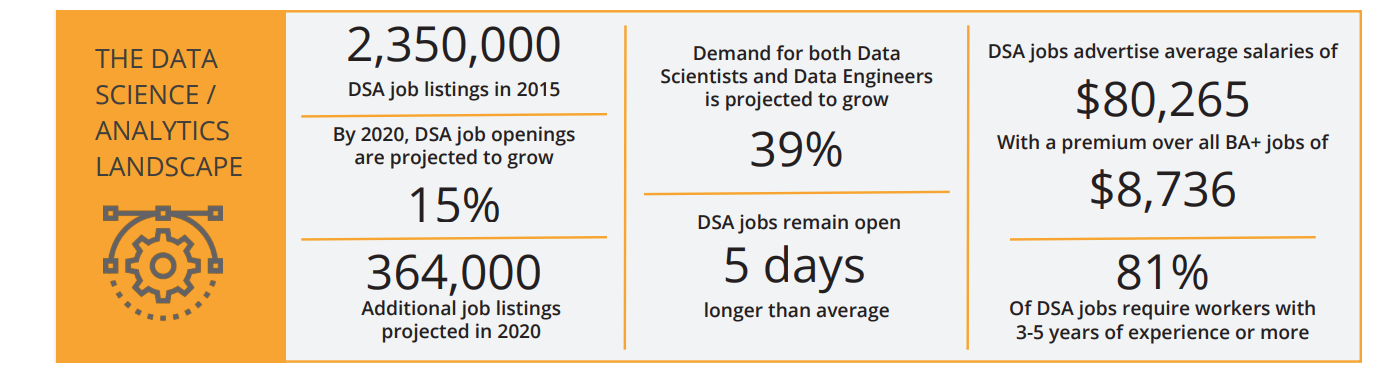 THE DATA
SCIENCE /
ANALYTICS
LANDSCAPE
2,350,000
DSA job listings in 2015
By 2020, DSA job openings
are projected to grow
15%
364,000
Additional job listings
projected in 2020
Demand for both Data
Scientists and Data Engineers
is projected to grow
39%
DSA jobs remain open
5 days
longer than average
DSA jobs advertise average salaries of
$80,265
With a premium over all BA+ jobs of
$8,736
81%
Of DSA jobs require workers with
3-5 years of experience or more